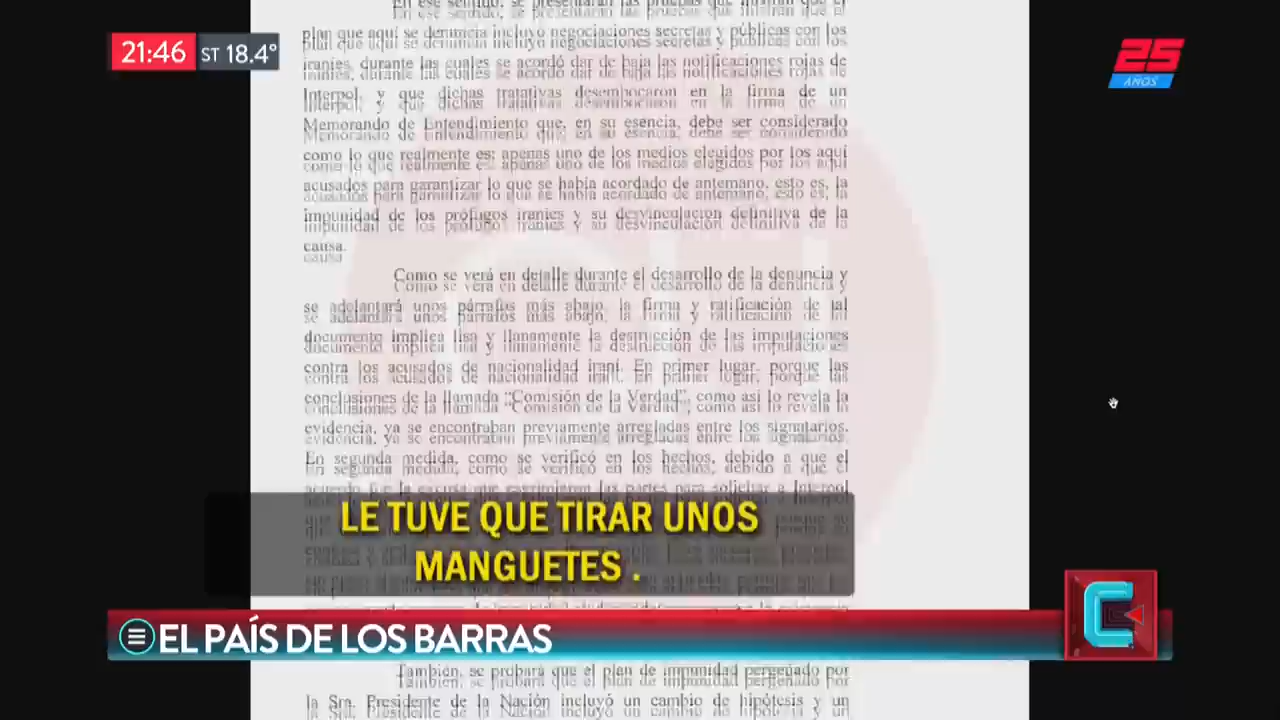 En ese sentido, se presentarán las pruebas que ilustran que el
21:46 ST 18.4°
25
AÑOS
plan que aquí se denuncia incluyó negociaciones secretas y públicas con los
iraníes, durante las cuales se acordó dar de baja las notificaciones rojas de
Interpol, y que dichas tratativas desembocaron en la firma de un
Memorando de Entendimiento que, en su esencia, debe ser considerado
como lo que realmente es: apenas uno de los medios elegidos por los aquí
acusados para garantizar lo que se había acordado de antemano, esto es, la
impunidad de los prófugos iraníes y su desvinculación definitiva de la
causa.
Como se verá en detalle durante el desarrollo de la denuncia y
se adelantará unos párrafos más abajo, la firma y ratificación de tal
documento implica lisa y llanamente la destrucción de las imputaciones
contra los acusados de nacionalidad iraní. En primer lugar, porque las
conclusiones de la llamada “Comisión de la Verdad”, como así lo revela la
evidencia, ya se encontraban previamente arregladas entre los signatarios.
En segunda medida, como se verificó en los hechos, debido a que el
LE TUVE QUE TIRAR UNOS
MANGUETES .
EL PAÍS DE LOS BARRAS
C
También, se probará que el plan de impunidad pergeñado por
la Sra. Presidente de la Nación incluyó un cambio de hipótesis y un